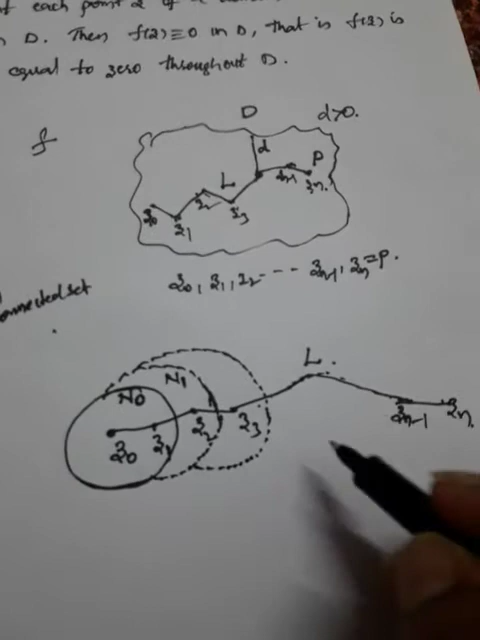 of each point z of a
D. Then f(z) ≡ 0 in D, that is f(z) is
equal to zero throughout D.
D d>0.
f
d
L P
z₀ z₁ z₂ z₃ zₙ₋₁ zₙ.
z₀, z₁, z₂ --- zₙ₋₁, zₙ=P.
connected set
L.
N₀ N₁
z₀ z₁ z₂ z₃ zₙ₋₁ zₙ.